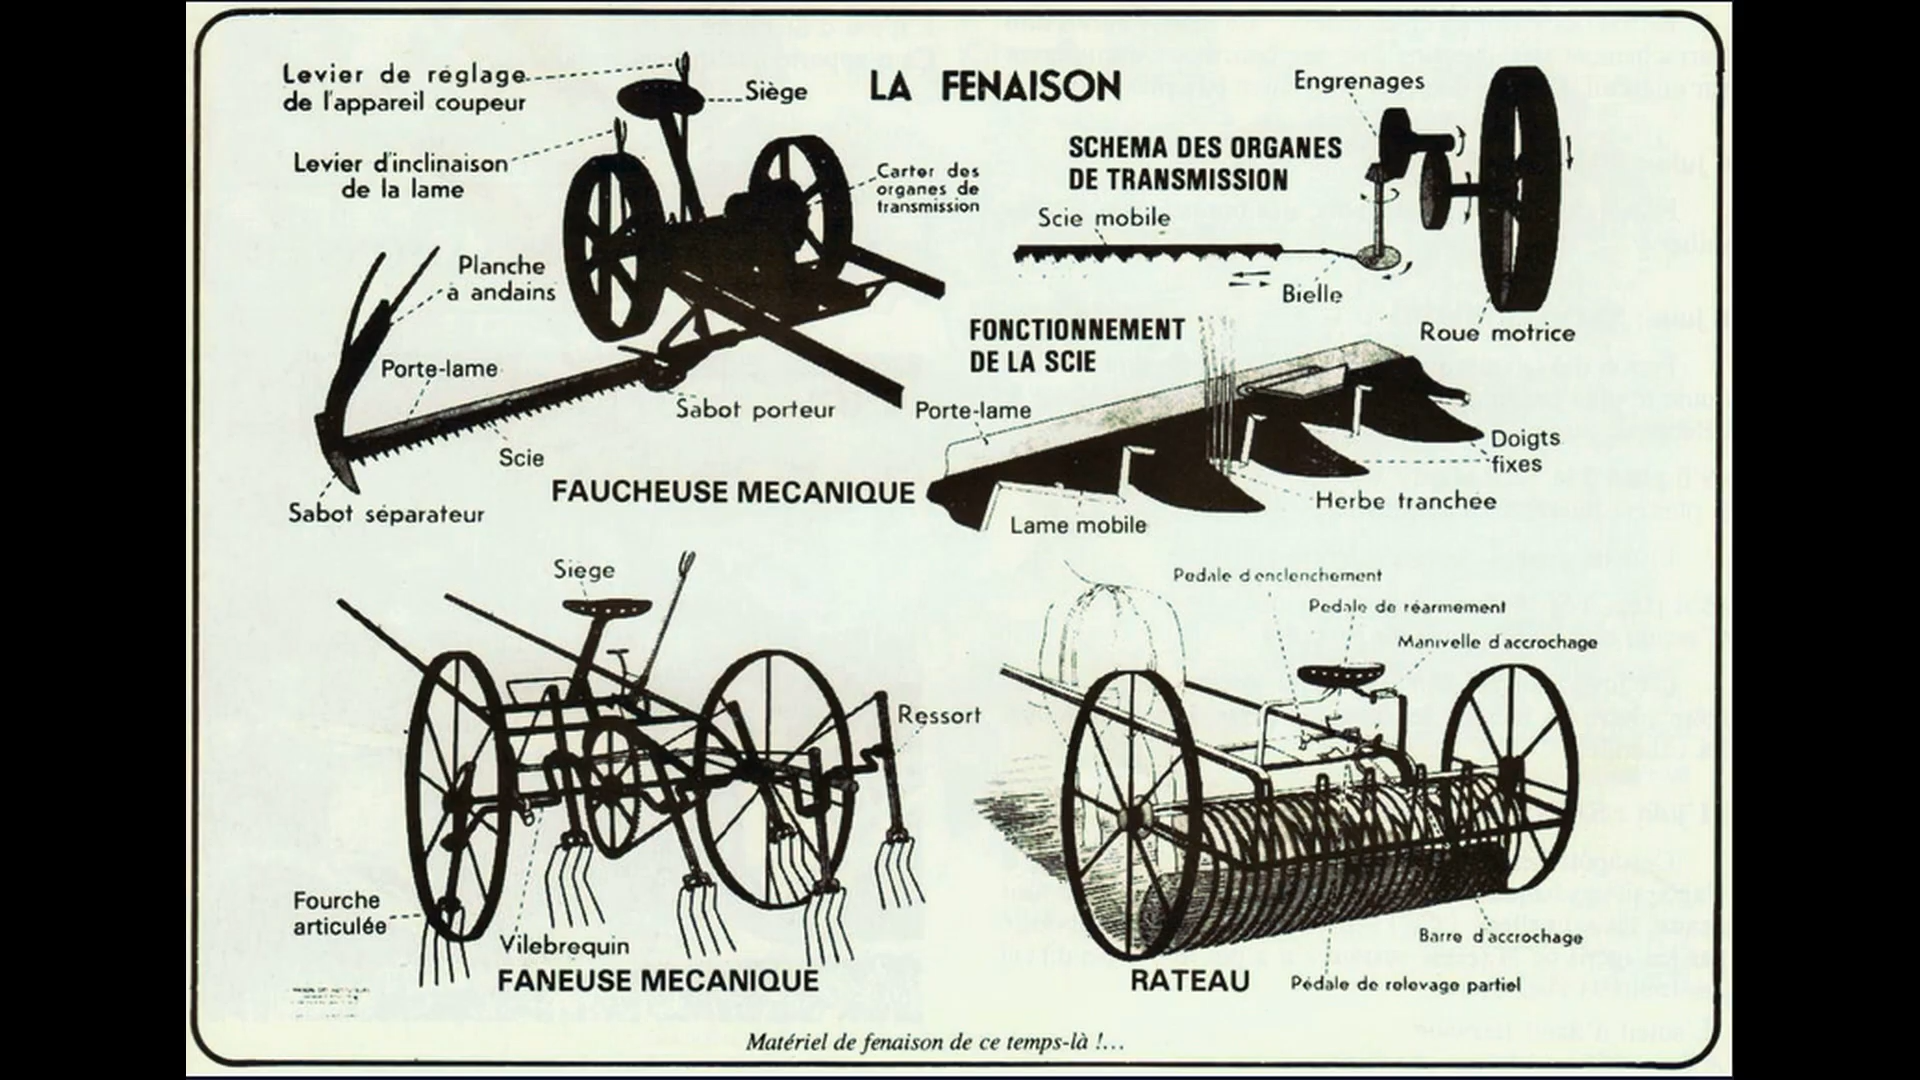 LA FENAISON
Levier de réglage
de l'appareil coupeur
Siège
Levier d'inclinaison
de la lame
Carter des
organes de
transmission
Planche
à andains
Porte-lame
Sabot porteur
Scie
Sabot séparateur
FAUCHEUSE MECANIQUE
Engrenages
SCHEMA DES ORGANES
DE TRANSMISSION
Scie mobile
Bielle
Roue motrice
FONCTIONNEMENT
DE LA SCIE
Porte-lame
Doigts
fixes
Herbe tranchée
Lame mobile
Siege
Ressort
Fourche
articulée
Vilebrequin
FANEUSE MECANIQUE
Pedale d'enclenchement
Pedale de réarmement
Manivelle d'accrochage
Barre d'accrochage
RATEAU
Pédale de relevage partiel
Matériel de fenaison de ce temps-là !...